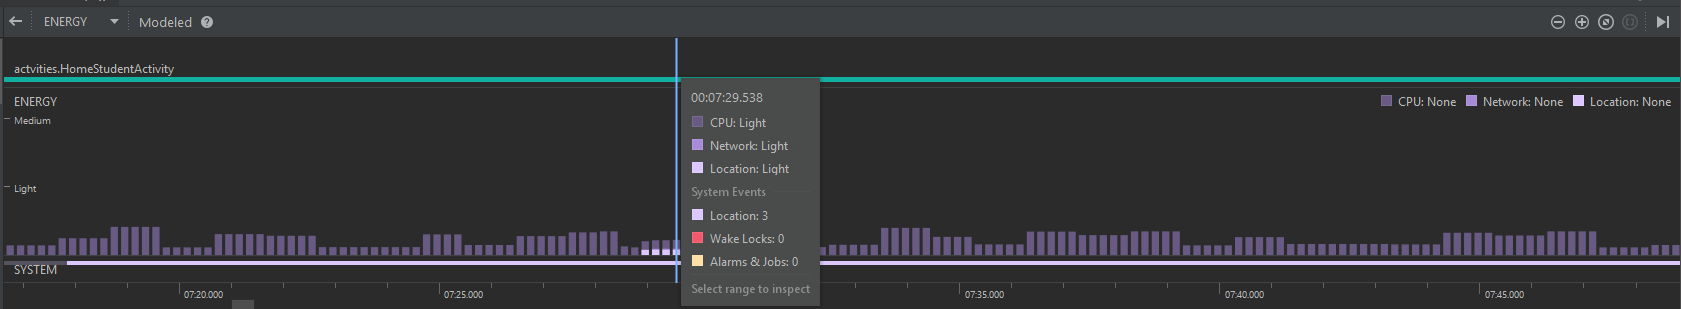 ENERGY Modeled ?
actvities.HomeStudentActivity
ENERGY
CPU: None Network: None Location: None
Medium
Light
00:07:29.538
CPU: Light
Network: Light
Location: Light
System Events
Location: 3
Wake Locks: 0
Alarms & Jobs: 0
Select range to inspect
SYSTEM
07:20.000 07:25.000 07:35.000 07:40.000 07:45.000